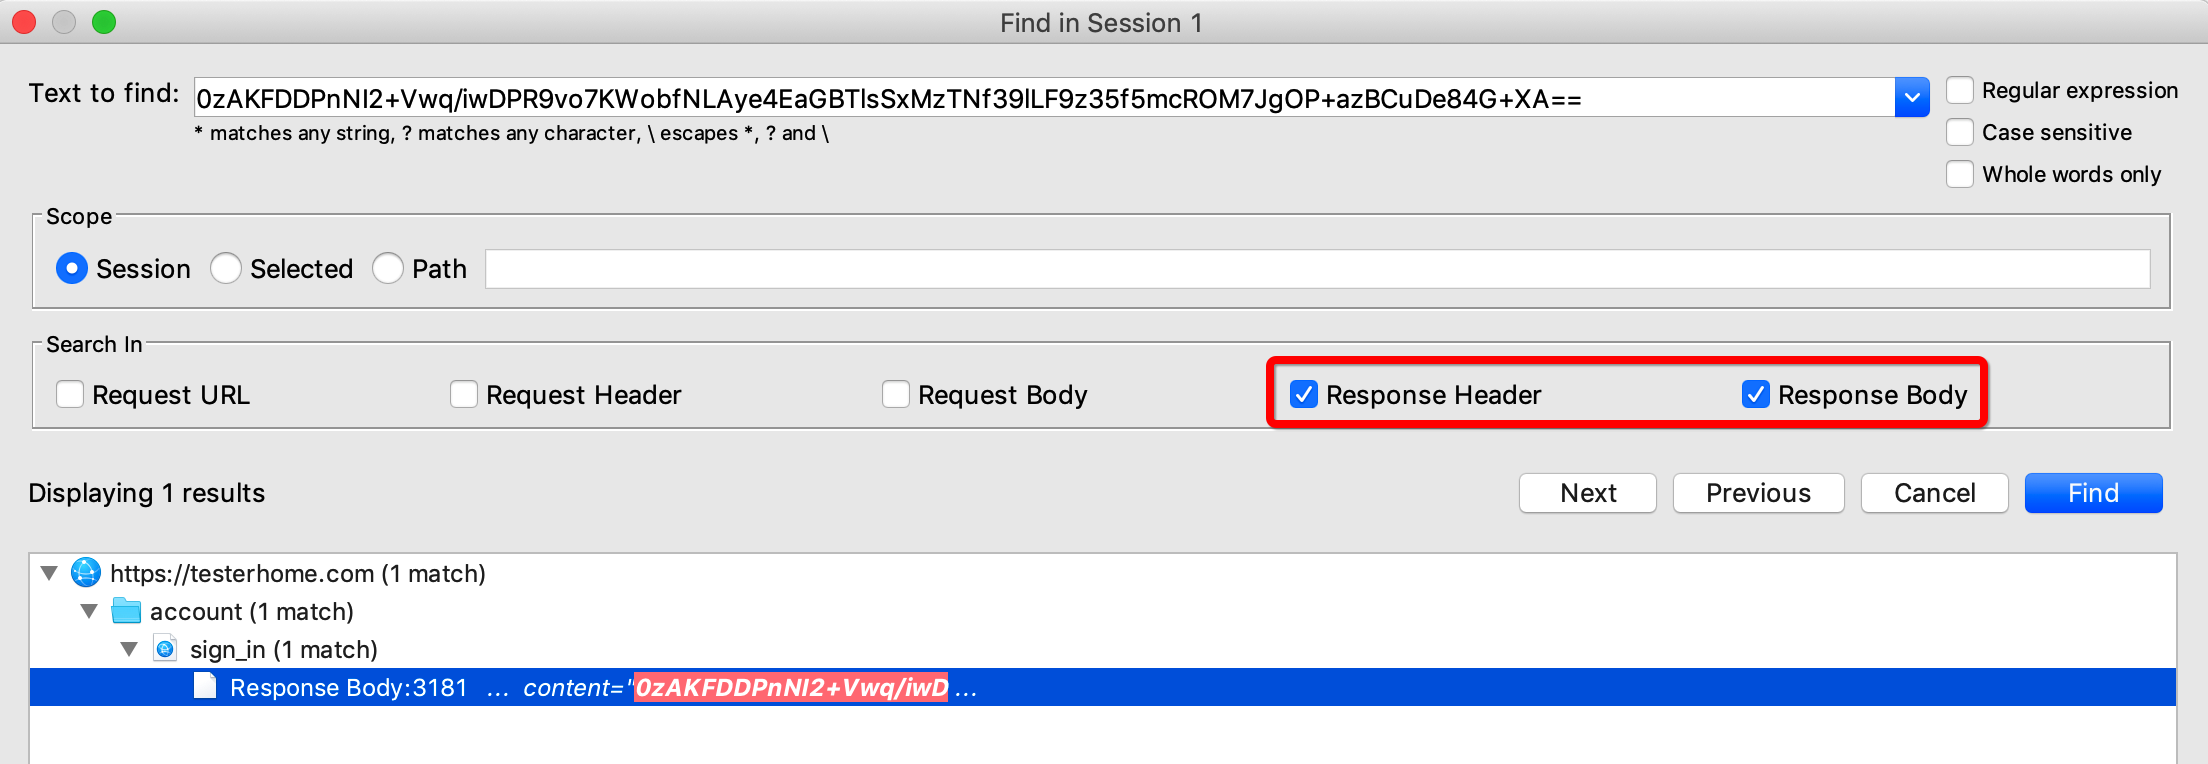 Find in Session 1
Text to find: 0zAKFDDPnNI2+Vwq/iwDPR9vo7KWobfNLAye4EaGBTlsSxMzTNf39lLF9z35f5mcROM7JgOP+azBCuDe84G+XA==
Regular expression
* matches any string, ? matches any character, \ escapes *, ? and \
Case sensitive
Whole words only
Scope
Session Selected Path
Search In
Request URL Request Header Request Body Response Header Response Body
Displaying 1 results Next Previous Cancel Find
https://testerhome.com (1 match)
account (1 match)
sign_in (1 match)
Response Body:3181 ... content="0zAKFDDPnNI2+Vwq/iwD ...